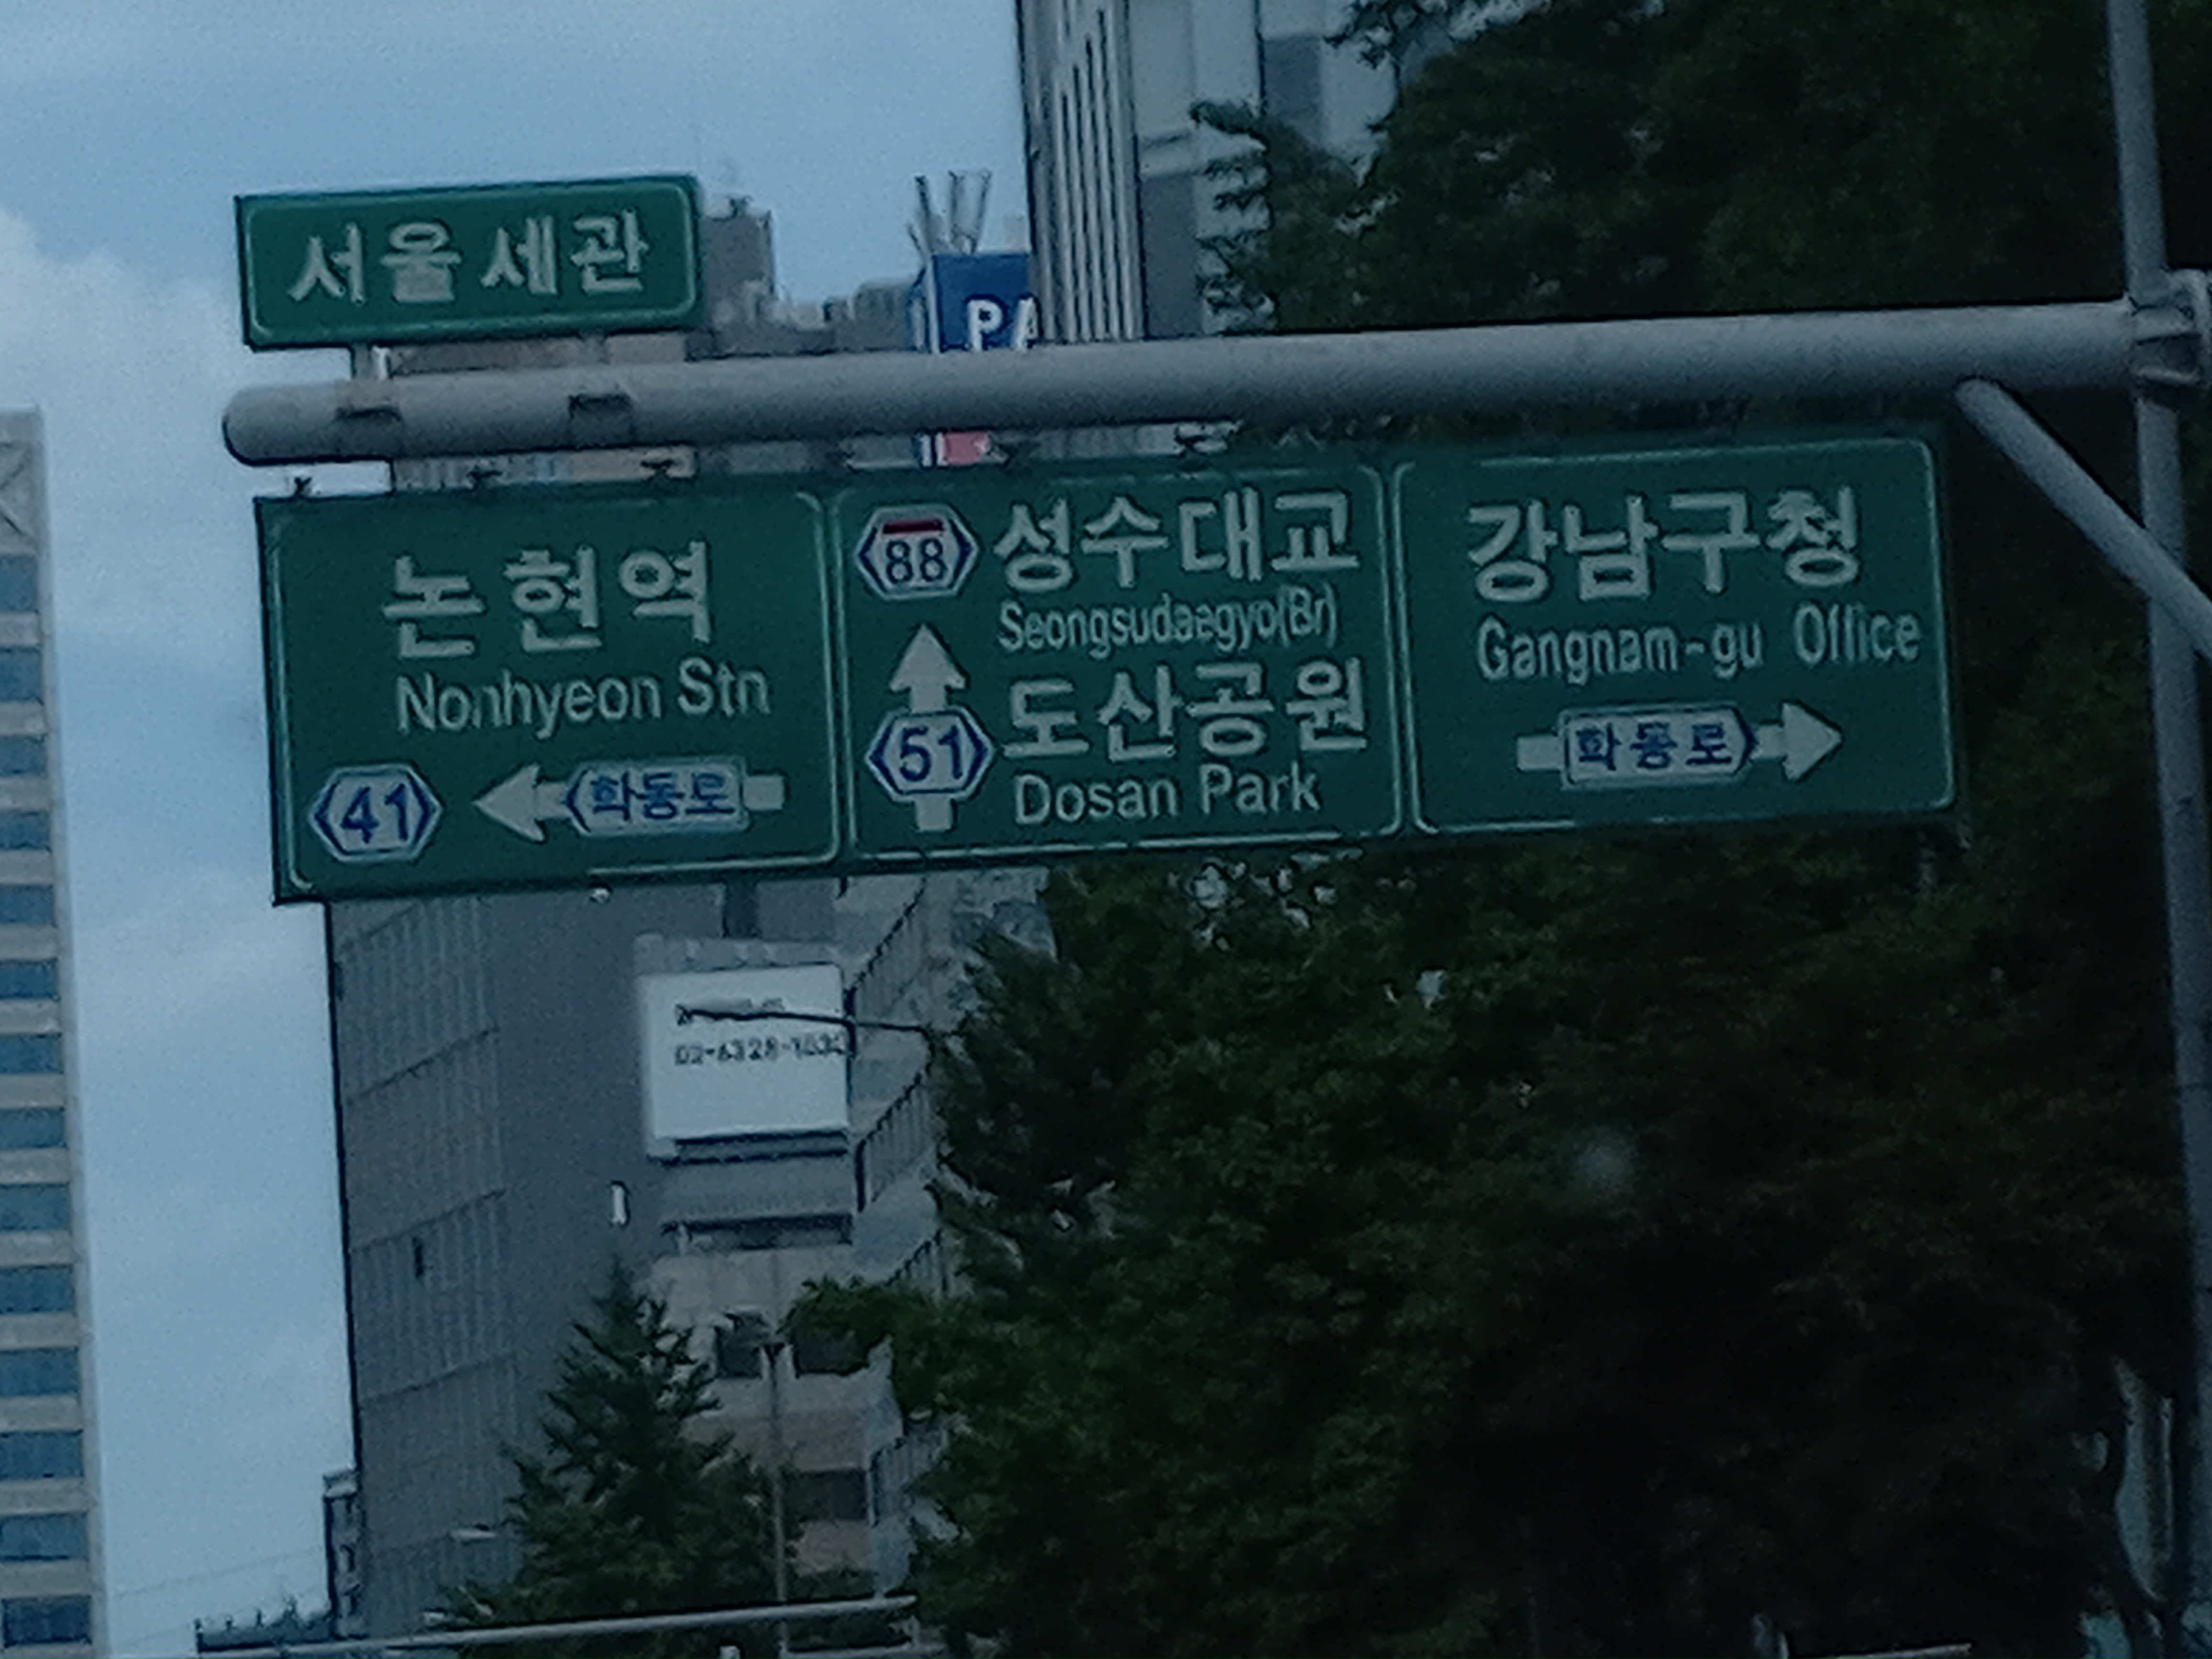 서울세관
PA
논현역
Nonhyeon Stn
41
학동로
88
성수대교
Seongsudaegyo(Br)
51
도산공원
Dosan Park
강남구청
Gangnam-gu Office
학동로